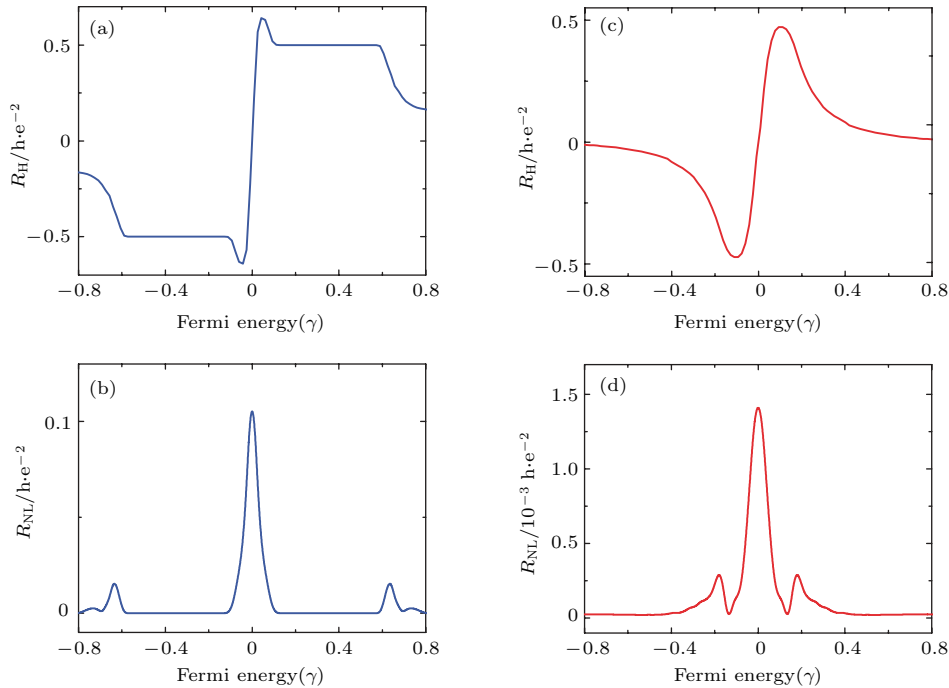 (a)
0.5
0
−0.5
R_H/h·e⁻²
−0.8 −0.4 0 0.4 0.8
Fermi energy(γ)
(c)
0.5
0
−0.5
R_H/h·e⁻²
−0.8 −0.4 0 0.4 0.8
Fermi energy(γ)
(b)
0.1
0
R_NL/h·e⁻²
−0.8 −0.4 0 0.4 0.8
Fermi energy(γ)
(d)
1.5
1.0
0.5
0
R_NL/10⁻³ h·e⁻²
−0.8 −0.4 0 0.4 0.8
Fermi energy(γ)